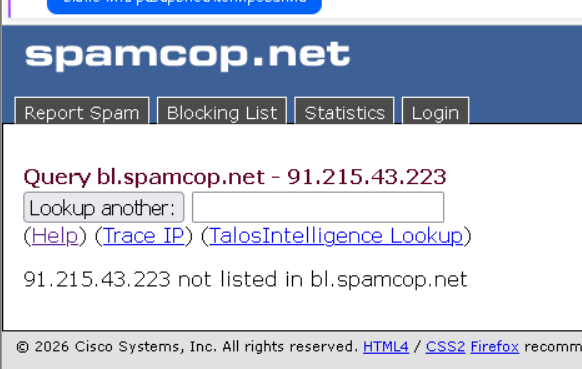 spamcop.net
Report Spam Blocking List Statistics Login
Query bl.spamcop.net - 91.215.43.223
Lookup another:
(Help) (Trace IP) (TalosIntelligence Lookup)
91.215.43.223 not listed in bl.spamcop.net
© 2026 Cisco Systems, Inc. All rights reserved. HTML4 / CSS2 Firefox recomm